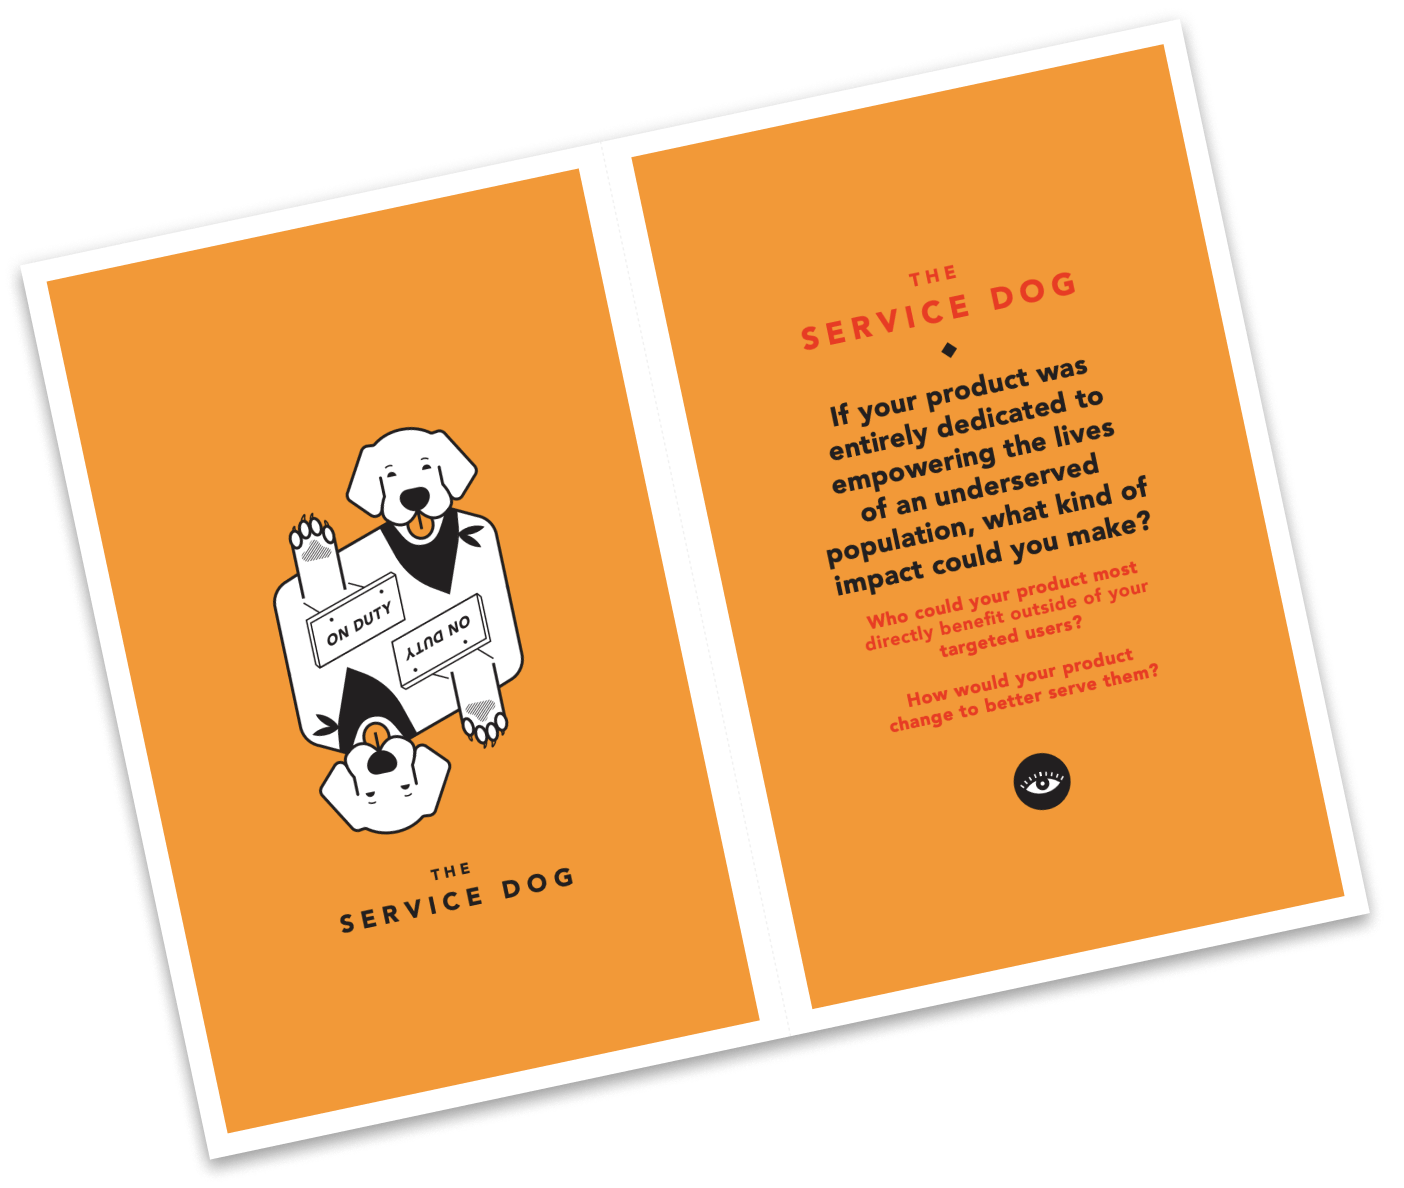 ON DUTY
ON DUTY
THE
SERVICE DOG
THE
SERVICE DOG
If your product was
entirely dedicated to
empowering the lives
of an underserved
population, what kind of
impact could you make?
Who could your product most
directly benefit outside of your
targeted users?
How would your product
change to better serve them?